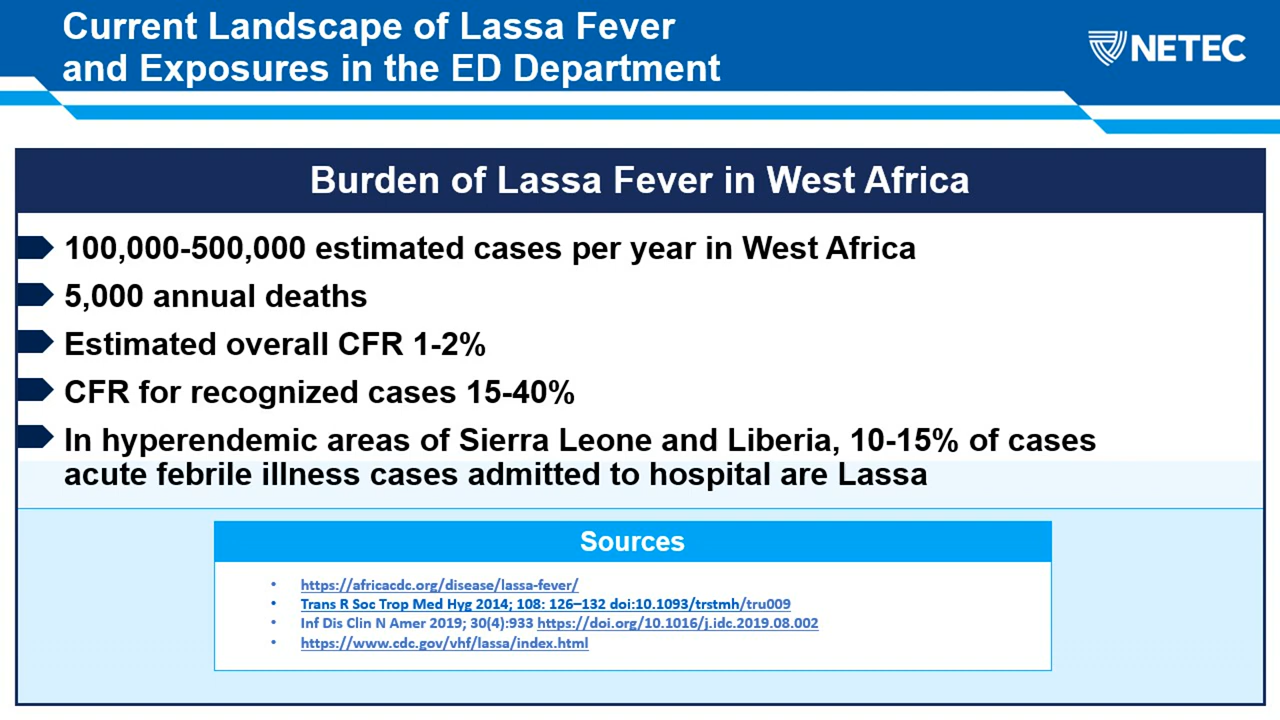 Current Landscape of Lassa Fever
and Exposures in the ED Department
NETEC
Burden of Lassa Fever in West Africa
100,000-500,000 estimated cases per year in West Africa
5,000 annual deaths
Estimated overall CFR 1-2%
CFR for recognized cases 15-40%
In hyperendemic areas of Sierra Leone and Liberia, 10-15% of cases
acute febrile illness cases admitted to hospital are Lassa
Sources
• https://africacdc.org/disease/lassa-fever/
• Trans R Soc Trop Med Hyg 2014; 108: 126–132 doi:10.1093/trstmh/tru009
• Inf Dis Clin N Amer 2019; 30(4):933 https://doi.org/10.1016/j.idc.2019.08.002
• https://www.cdc.gov/vhf/lassa/index.html